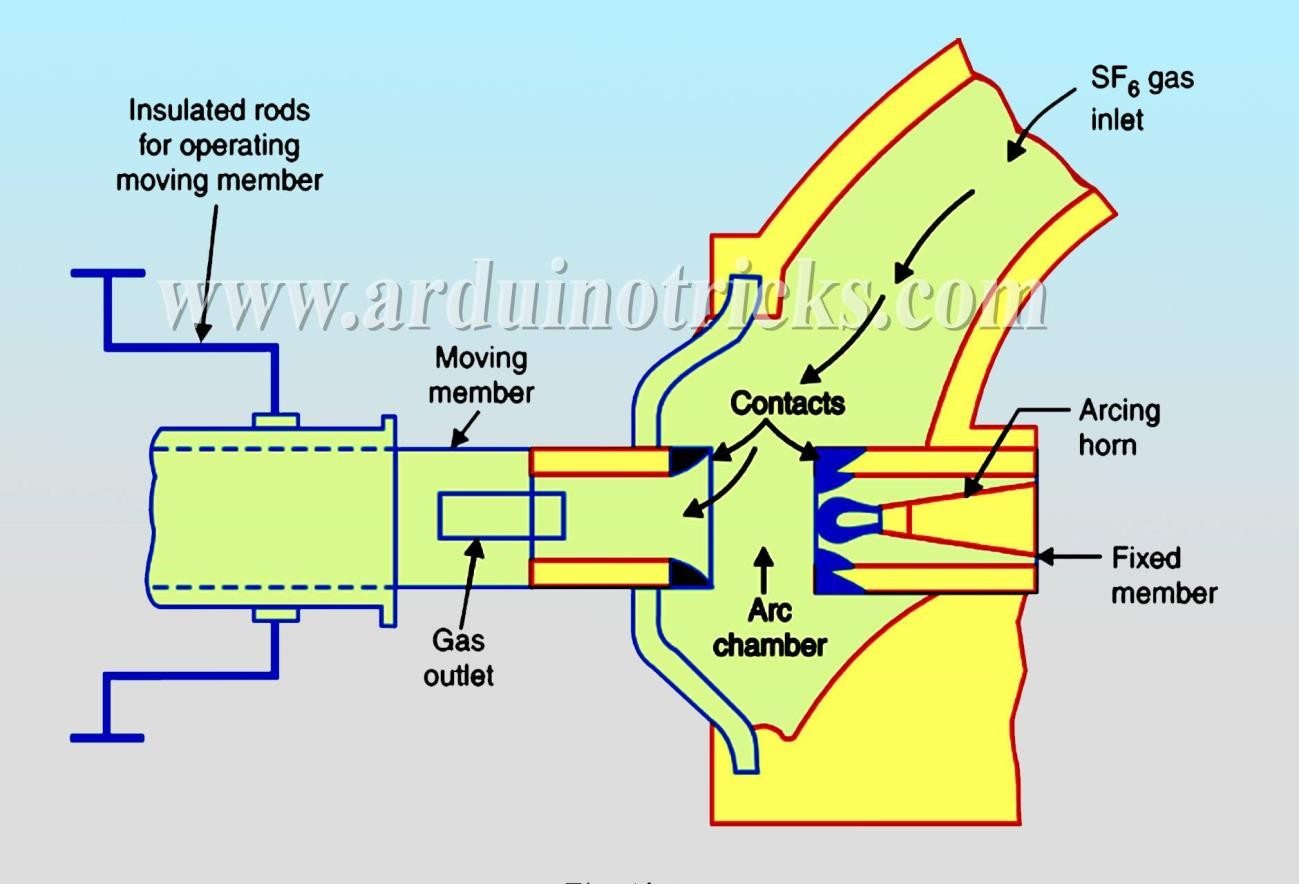 SF6 gas
inlet
Insulated rods
for operating
moving member
www.arduinotricks.com
Moving
member
Contacts
Arcing
horn
Fixed
member
Arc
chamber
Gas
outlet